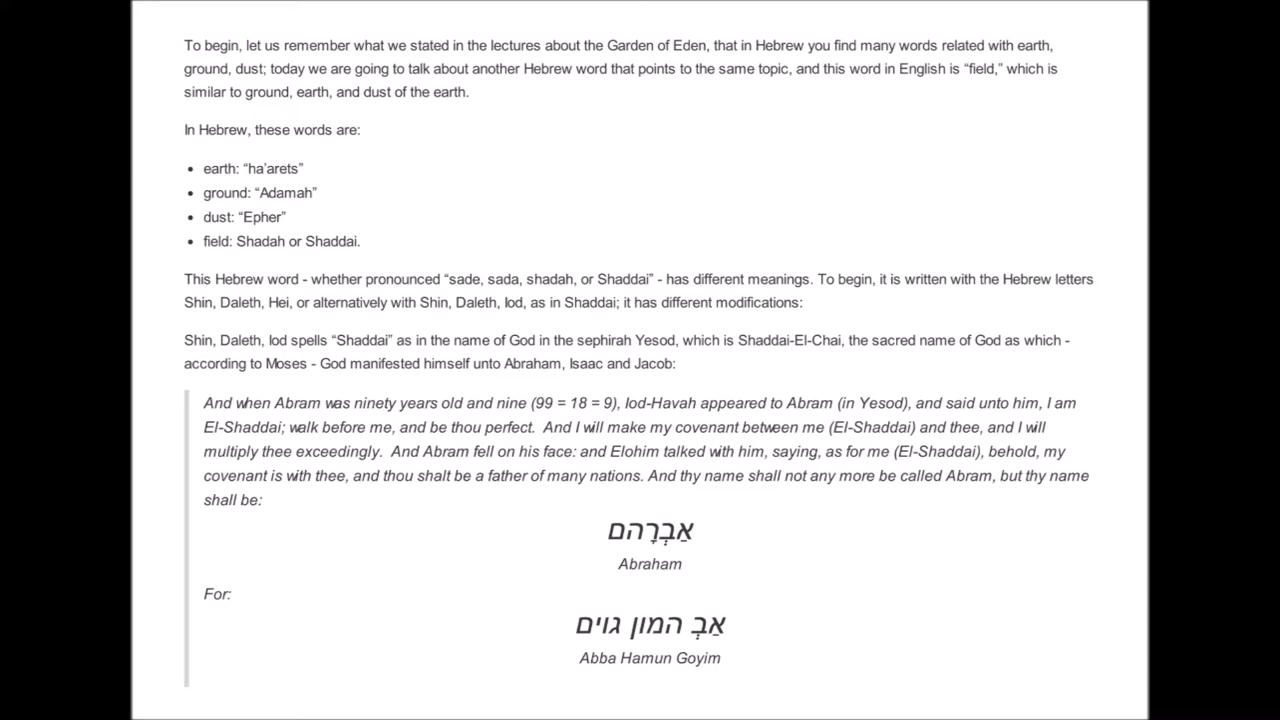 To begin, let us remember what we stated in the lectures about the Garden of Eden, that in Hebrew you find many words related with earth,
ground, dust; today we are going to talk about another Hebrew word that points to the same topic, and this word in English is “field,” which is
similar to ground, earth, and dust of the earth.
In Hebrew, these words are:
• earth: “ha’arets”
• ground: “Adamah”
• dust: “Epher”
• field: Shadah or Shaddai.
This Hebrew word - whether pronounced “sade, sada, shadah, or Shaddai” - has different meanings. To begin, it is written with the Hebrew letters
Shin, Daleth, Hei, or alternatively with Shin, Daleth, Iod, as in Shaddai; it has different modifications:
Shin, Daleth, Iod spells “Shaddai” as in the name of God in the sephirah Yesod, which is Shaddai-El-Chai, the sacred name of God as which -
according to Moses - God manifested himself unto Abraham, Isaac and Jacob:
And when Abram was ninety years old and nine (99 = 18 = 9), Iod-Havah appeared to Abram (in Yesod), and said unto him, I am
El-Shaddai; walk before me, and be thou perfect. And I will make my covenant between me (El-Shaddai) and thee, and I will
multiply thee exceedingly. And Abram fell on his face: and Elohim talked with him, saying, as for me (El-Shaddai), behold, my
covenant is with thee, and thou shalt be a father of many nations. And thy name shall not any more be called Abram, but thy name
shall be:
אַבְרָהם
Abraham
For:
אַבְ המון גוים
Abba Hamun Goyim